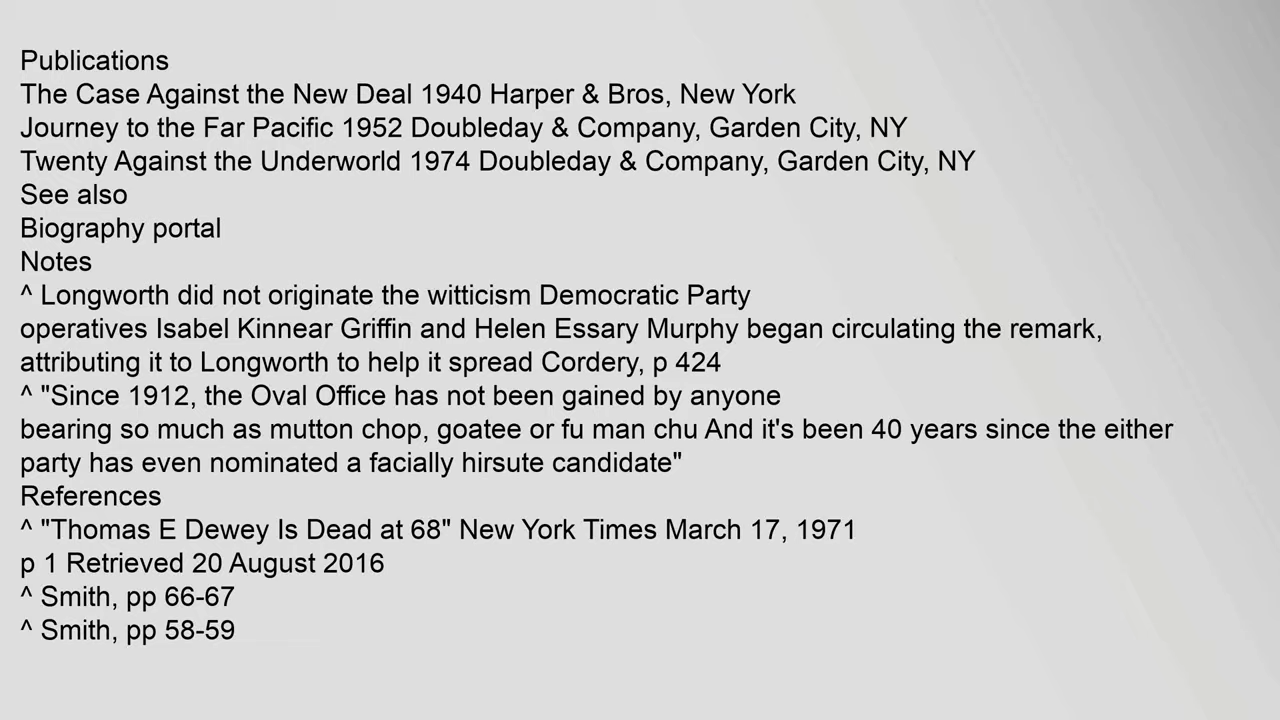 Publications
The Case Against the New Deal 1940 Harper & Bros, New York
Journey to the Far Pacific 1952 Doubleday & Company, Garden City, NY
Twenty Against the Underworld 1974 Doubleday & Company, Garden City, NY
See also
Biography portal
Notes
^ Longworth did not originate the witticism Democratic Party
operatives Isabel Kinnear Griffin and Helen Essary Murphy began circulating the remark,
attributing it to Longworth to help it spread Cordery, p 424
^ "Since 1912, the Oval Office has not been gained by anyone
bearing so much as mutton chop, goatee or fu man chu And it's been 40 years since the either
party has even nominated a facially hirsute candidate"
References
^ "Thomas E Dewey Is Dead at 68" New York Times March 17, 1971
p 1 Retrieved 20 August 2016
^ Smith, pp 66-67
^ Smith, pp 58-59